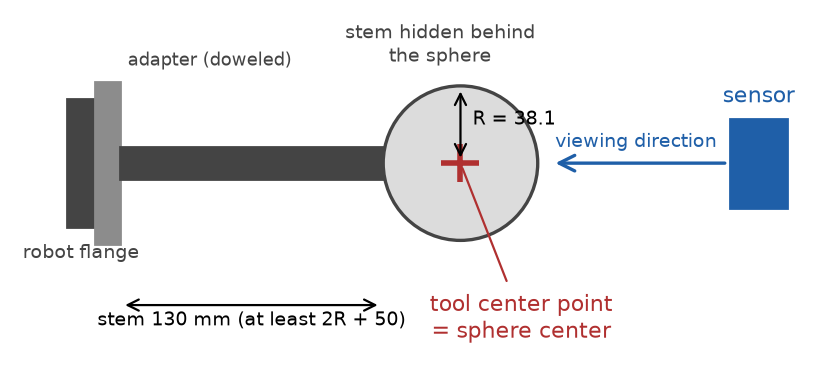 stem hidden behind
the sphere
adapter (doweled)
sensor
R = 38.1
viewing direction
robot flange
tool center point
= sphere center
stem 130 mm (at least 2R + 50)